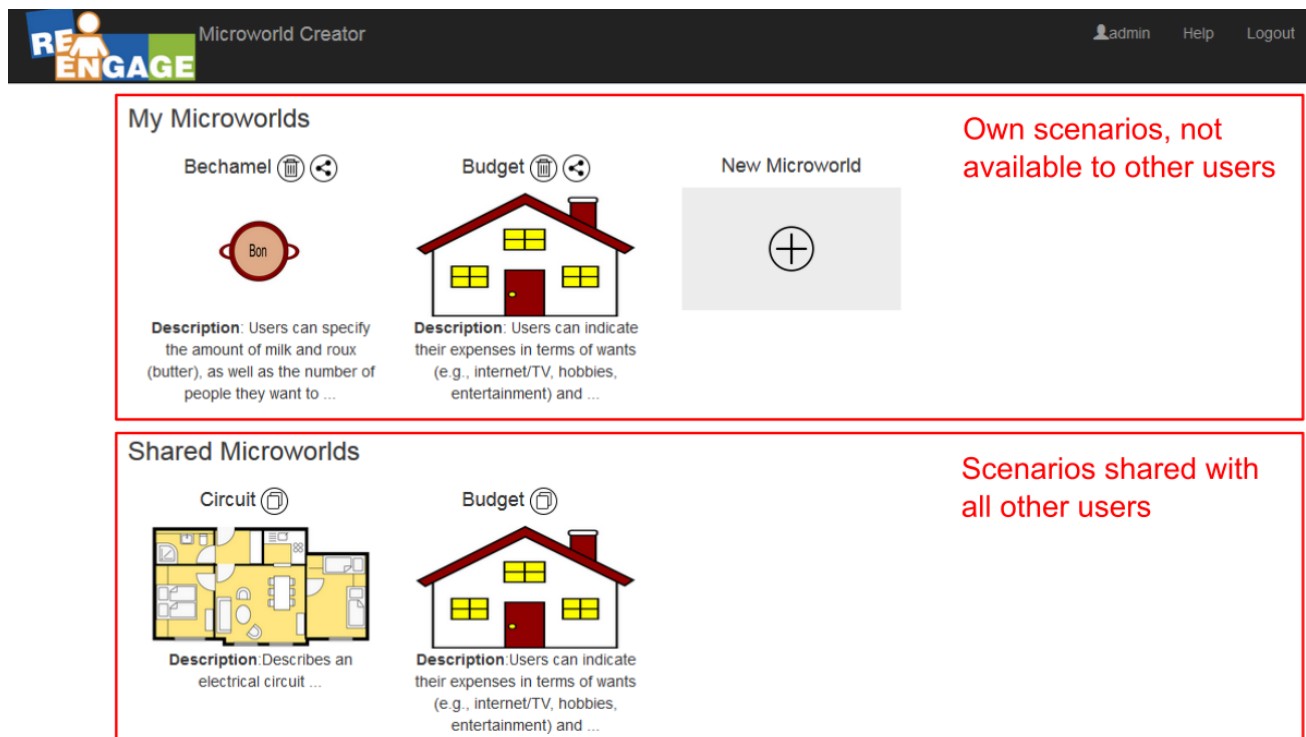 RE
ENGAGE
Microworld Creator
admin Help Logout
My Microworlds
Own scenarios, not
available to other users
Bechamel
Budget
New Microworld
Bon
Description: Users can specify
the amount of milk and roux
(butter), as well as the number of
people they want to ...
Description: Users can indicate
their expenses in terms of wants
(e.g., internet/TV, hobbies,
entertainment) and ...
Shared Microworlds
Scenarios shared with
all other users
Circuit
Budget
Description:Describes an
electrical circuit ...
Description:Users can indicate
their expenses in terms of wants
(e.g., internet/TV, hobbies,
entertainment) and ...